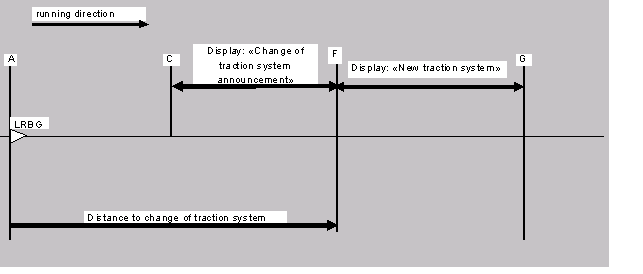 running direction
A
C
Display: «Change of
traction system
announcement»
F
Display: «New traction system»
G
LRBG
Distance to change of traction system